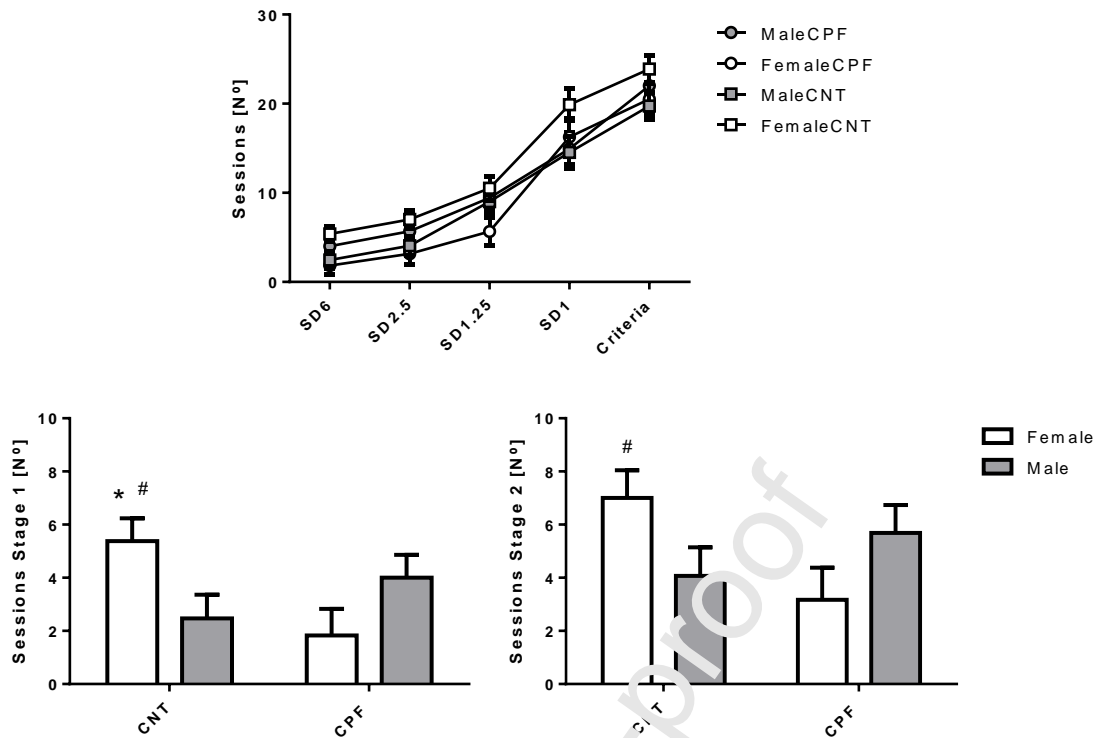 30
20
10
0
Sessions [Nº]
SD6
SD2.5
SD1.25
SD1
Criteria
MaleCPF
FemaleCPF
MaleCNT
FemaleCNT
10
8
6
4
2
0
Sessions Stage 1 [Nº]
* #
CNT
CPF
10
8
6
4
2
0
Sessions Stage 2 [Nº]
#
CPF
Female
Male
proof